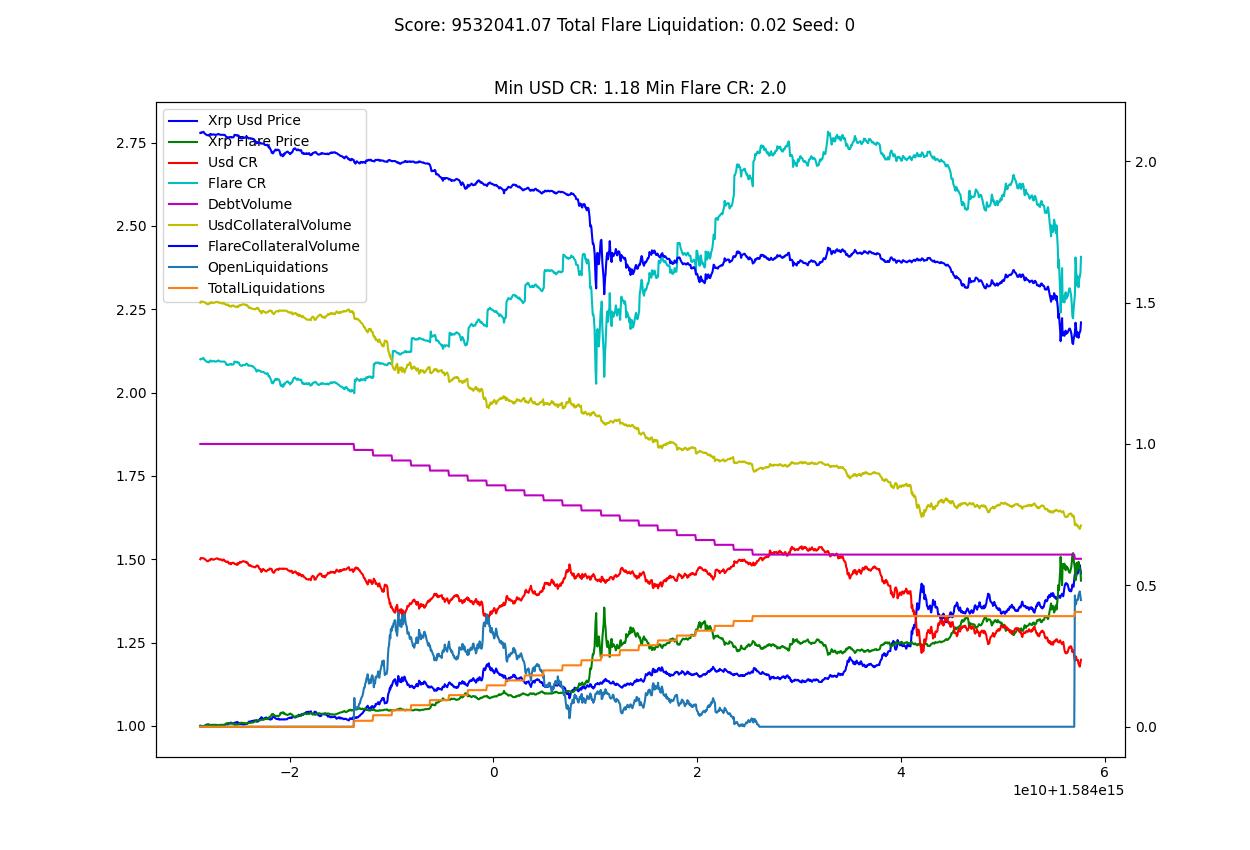 Score: 9532041.07 Total Flare Liquidation: 0.02 Seed: 0
Min USD CR: 1.18 Min Flare CR: 2.0
Xrp Usd Price
Xrp Flare Price
Usd CR
Flare CR
DebtVolume
UsdCollateralVolume
FlareCollateralVolume
OpenLiquidations
TotalLiquidations
2.75
2.50
2.25
2.00
1.75
1.50
1.25
1.00
2.0
1.5
1.0
0.5
0.0
−2
0
2
4
6
1e10+1.584e15